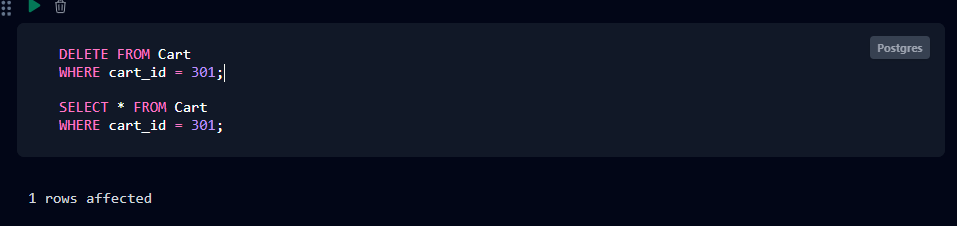 DELETE FROM Cart
Postgres
WHERE cart_id = 301;
SELECT * FROM Cart
WHERE cart_id = 301;
1 rows affected